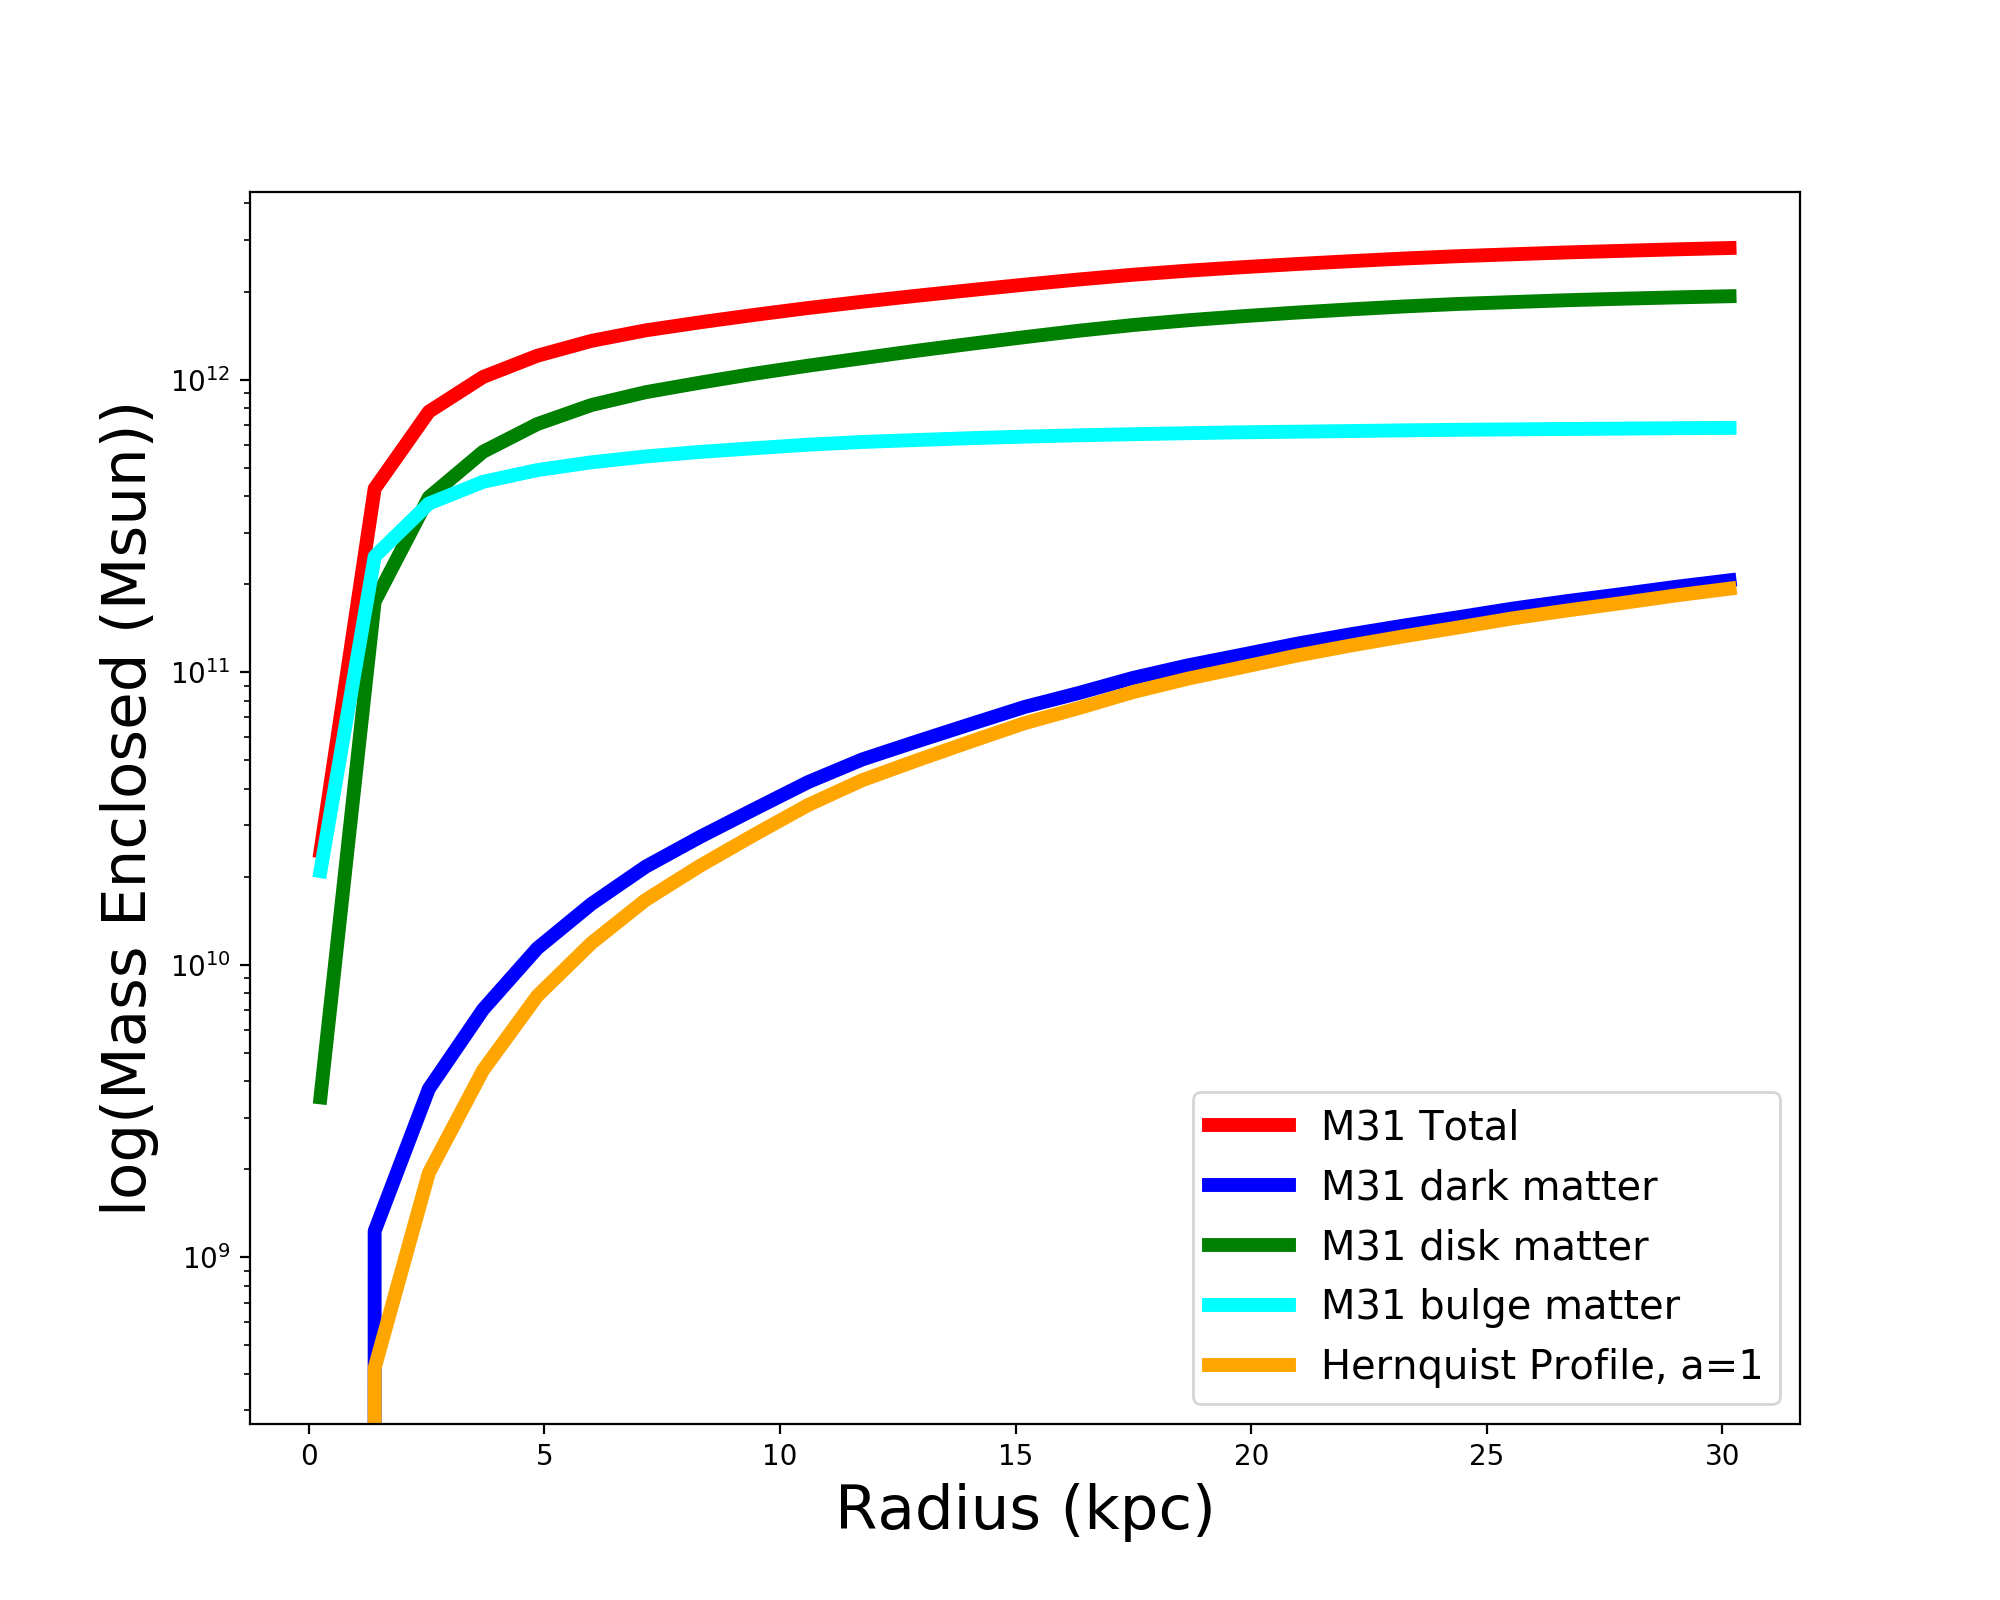 log(Mass Enclosed (Msun))
10¹²
10¹¹
10¹⁰
10⁹
0 5 10 15 20 25 30
Radius (kpc)
M31 Total
M31 dark matter
M31 disk matter
M31 bulge matter
Hernquist Profile, a=1